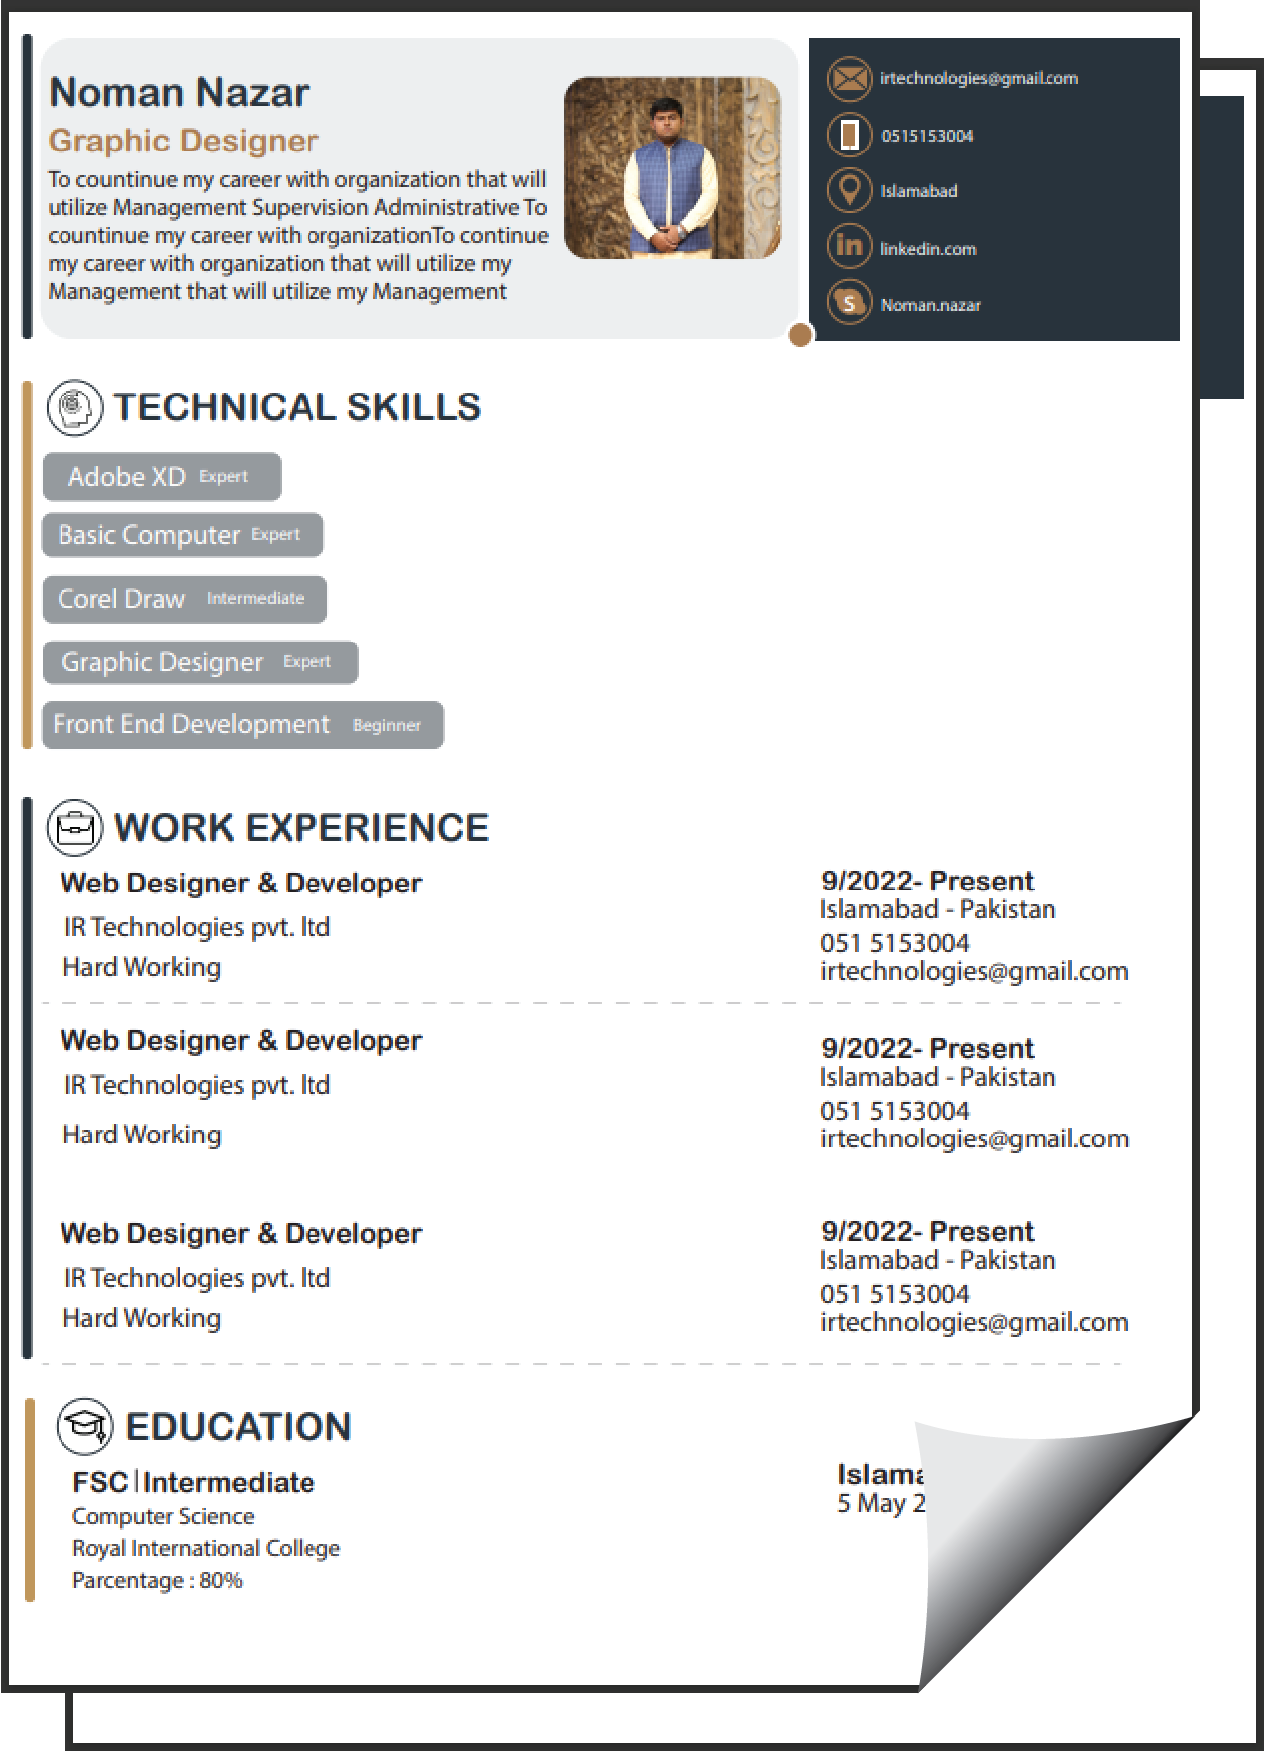 Noman Nazar
Graphic Designer
To countinue my career with organization that will
utilize Management Supervision Administrative To
countinue my career with organizationTo continue
my career with organization that will utilize my
Management that will utilize my Management
irtechnologies@gmail.com
0515153004
Islamabad
in linkedin.com
S Noman.nazar
TECHNICAL SKILLS
Adobe XD Expert
Basic Computer Expert
Corel Draw Intermediate
Graphic Designer Expert
Front End Development Beginner
WORK EXPERIENCE
Web Designer & Developer
IR Technologies pvt. ltd
Hard Working
9/2022- Present
Islamabad - Pakistan
051 5153004
irtechnologies@gmail.com
Web Designer & Developer
IR Technologies pvt. ltd
Hard Working
9/2022- Present
Islamabad - Pakistan
051 5153004
irtechnologies@gmail.com
Web Designer & Developer
IR Technologies pvt. ltd
Hard Working
9/2022- Present
Islamabad - Pakistan
051 5153004
irtechnologies@gmail.com
EDUCATION
FSC|Intermediate
Computer Science
Royal International College
Parcentage : 80%
5 May